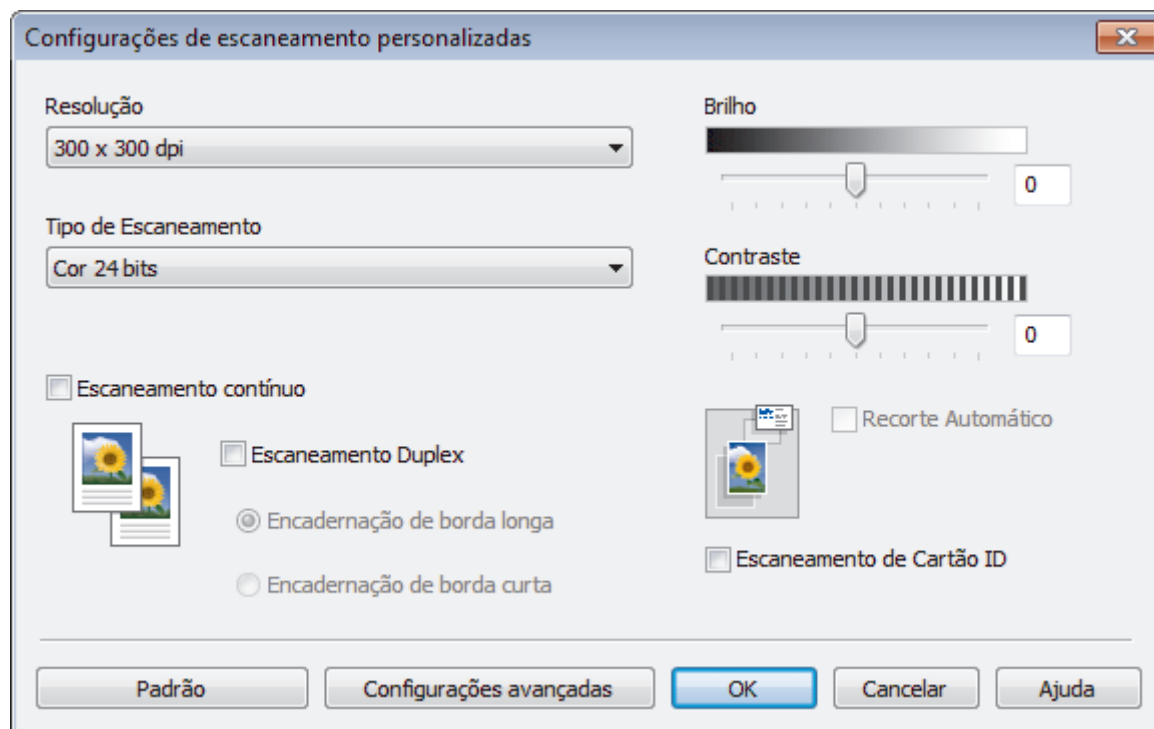 Configurações de escaneamento personalizadas
Resolução
300 x 300 dpi
Tipo de Escaneamento
Cor 24 bits
Escaneamento contínuo
Escaneamento Duplex
Encadernação de borda longa
Encadernação de borda curta
Brilho
0
Contraste
0
Recorte Automático
Escaneamento de Cartão ID
Padrão
Configurações avançadas
OK
Cancelar
Ajuda